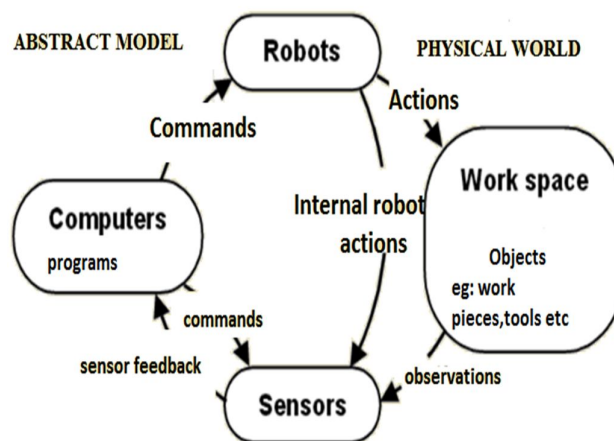 ABSTRACT MODEL
Robots
PHYSICAL WORLD
Actions
Commands
Work space
Computers
programs
Internal robot
actions
Objects
eg: work
pieces,tools etc
commands
sensor feedback
observations
Sensors